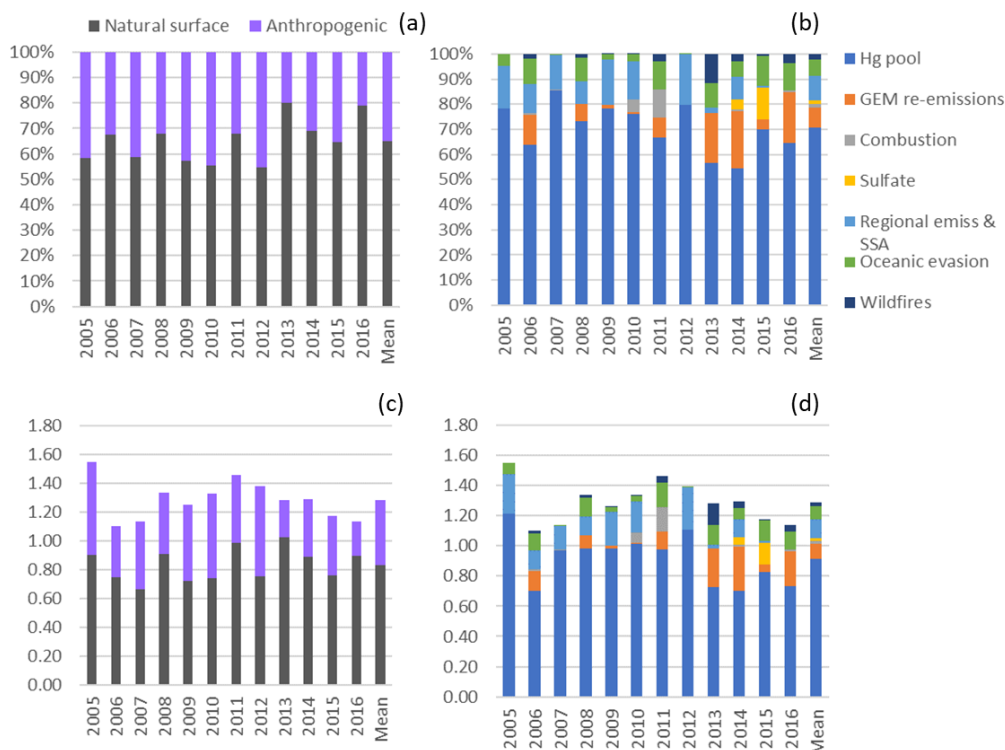 Natural surface Anthropogenic (a)
100%
90%
80%
70%
60%
50%
40%
30%
20%
10%
0%
2005 2006 2007 2008 2009 2010 2011 2012 2013 2014 2015 2016 Mean
(b)
100%
90%
80%
70%
60%
50%
40%
30%
20%
10%
0%
2005 2006 2007 2008 2009 2010 2011 2012 2013 2014 2015 2016 Mean
Hg pool
GEM re-emissions
Combustion
Sulfate
Regional emiss &
SSA
Oceanic evasion
Wildfires
(c)
1.80
1.60
1.40
1.20
1.00
0.80
0.60
0.40
0.20
0.00
2005 2006 2007 2008 2009 2010 2011 2012 2013 2014 2015 2016 Mean
(d)
1.80
1.60
1.40
1.20
1.00
0.80
0.60
0.40
0.20
0.00
2005 2006 2007 2008 2009 2010 2011 2012 2013 2014 2015 2016 Mean